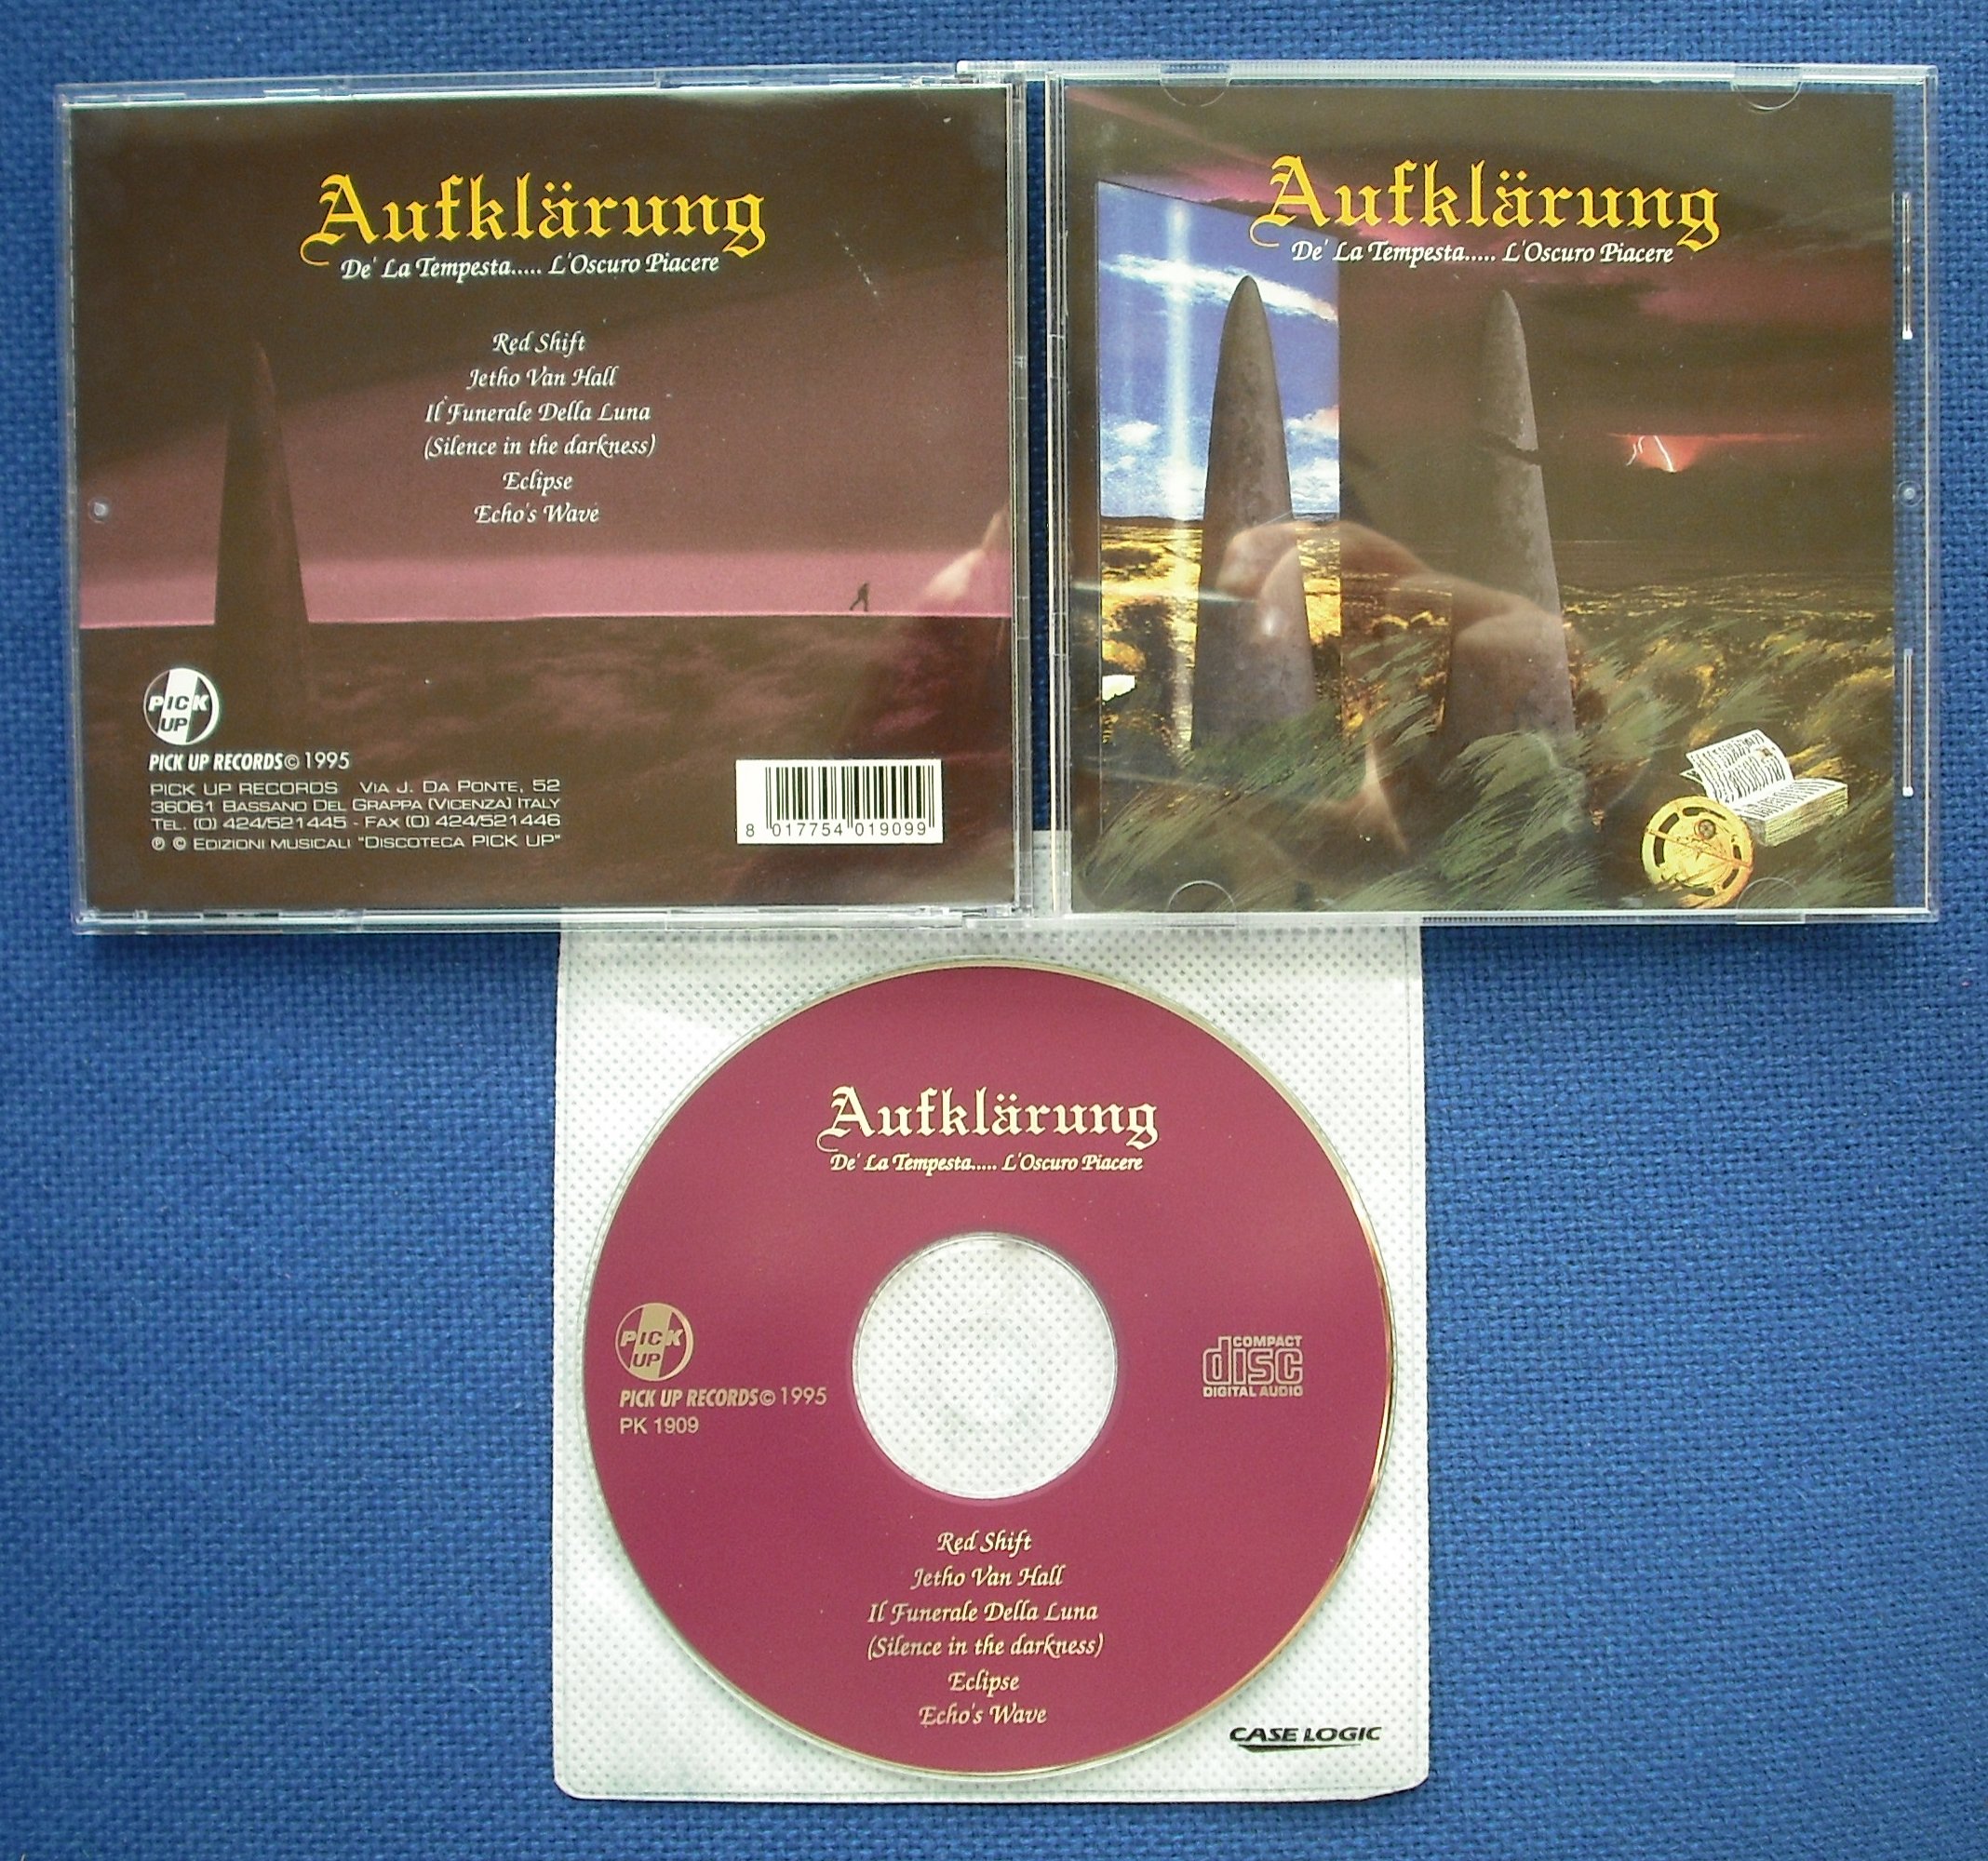 Aufklärung
De' La Tempesta..... L'Oscuro Piacere
Red Shift
Jetho Van Hall
Il Funerale Della Luna
(Silence in the darkness)
Eclipse
Echo's Wave
PICK
UP
PICK UP RECORDS © 1995
PICK UP RECORDS VIA J. DA PONTE, 52
36061 BASSANO DEL GRAPPA (VICENZA) ITALY
TEL. (0) 424/521445 - FAX (0) 424/521446
℗ © EDIZIONI MUSICALI "DISCOTECA PICK UP"
8 017754 019099
Aufklärung
De' La Tempesta..... L'Oscuro Piacere
Aufklärung
De' La Tempesta..... L'Oscuro Piacere
PICK
UP
PICK UP RECORDS © 1995
PK 1909
COMPACT
disc
DIGITAL AUDIO
Red Shift
Jetho Van Hall
Il Funerale Della Luna
(Silence in the darkness)
Eclipse
Echo's Wave
CASE LOGIC